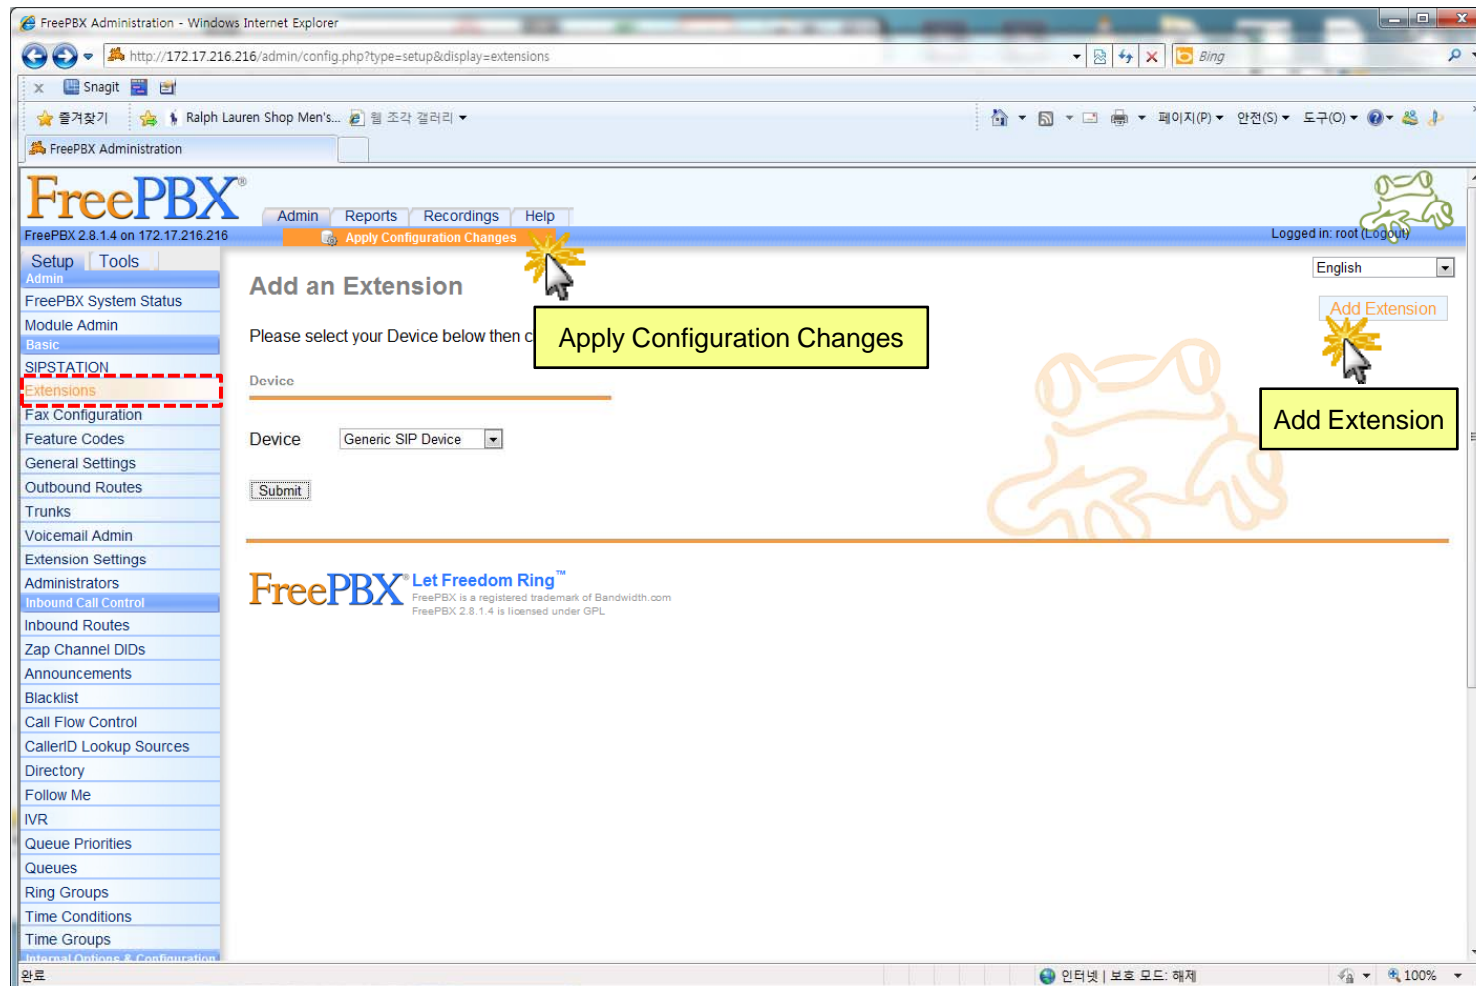 FreePBX Administration - Windows Internet Explorer
http://172.17.216.216/admin/config.php?type=setup&display=extensions
Bing
x Snagit
즐겨찾기 Ralph Lauren Shop Men's... 웹 조각 갤러리
페이지(P) 안전(S) 도구(O)
FreePBX Administration
FreePBX®
Admin Reports Recordings Help
FreePBX 2.8.1.4 on 172.17.216.216
Apply Configuration Changes
Logged in: root (Logout)
Setup Tools
English
Admin
FreePBX System Status
Module Admin
Basic
SIPSTATION
Extensions
Fax Configuration
Feature Codes
General Settings
Outbound Routes
Trunks
Voicemail Admin
Extension Settings
Administrators
Inbound Call Control
Inbound Routes
Zap Channel DIDs
Announcements
Blacklist
Call Flow Control
CallerID Lookup Sources
Directory
Follow Me
IVR
Queue Priorities
Queues
Ring Groups
Time Conditions
Time Groups
Internal Options & Configuration
Add an Extension
Add Extension
Please select your Device below then c
Apply Configuration Changes
Add Extension
Device
Device Generic SIP Device
Submit
FreePBX® Let Freedom Ring™
FreePBX is a registered trademark of Bandwidth.com
FreePBX 2.8.1.4 is licensed under GPL
완료
인터넷 | 보호 모드: 해제
100%